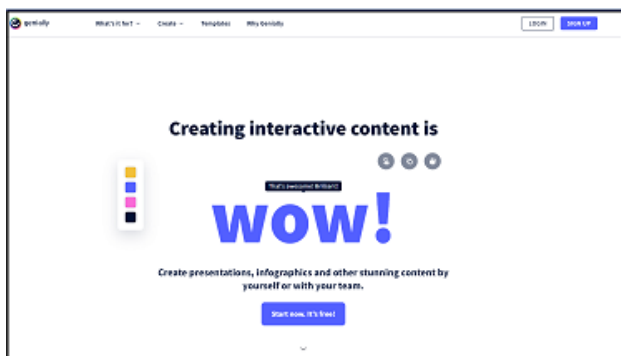 genially
What's it for?
Create
Templates
Why Genially
LOGIN
SIGN UP
Creating interactive content is
That's awesome! Brilliant!
wow!
Create presentations, infographics and other stunning content by
yourself or with your team.
Start now. It's free!